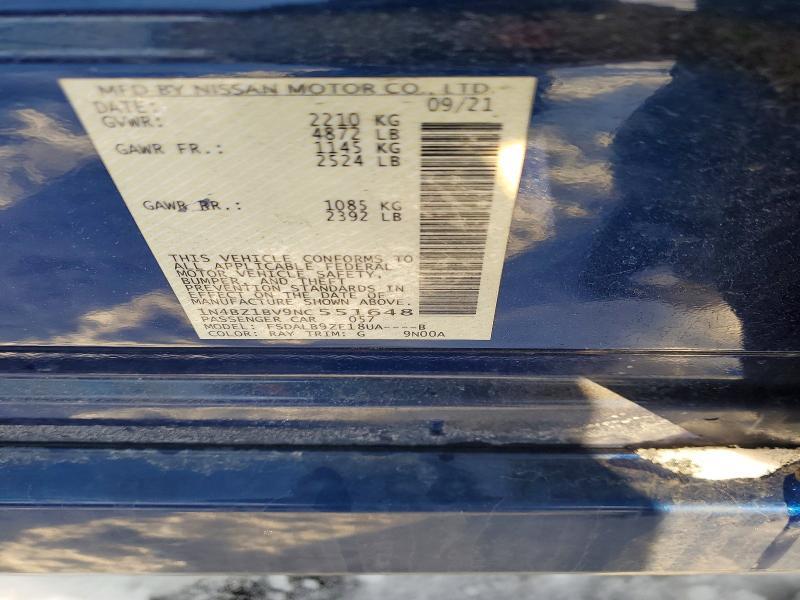 MFD BY NISSAN MOTOR CO., LTD.
DATE: 09/21
GVWR: 2210 KG
4872 LB
GAWR FR.: 1145 KG
2524 LB
GAWR RR.: 1085 KG
2392 LB
THIS VEHICLE CONFORMS TO
ALL APPLICABLE FEDERAL
MOTOR VEHICLE SAFETY,
BUMPER, AND THEFT
PREVENTION STANDARDS IN
EFFECT ON THE DATE OF
MANUFACTURE SHOWN ABOVE.
1N4BZ1BV9NC551648
PASSENGER CAR 057
MODEL: FSDALB9ZE18UA----B
COLOR: RAY TRIM: G 9N00A